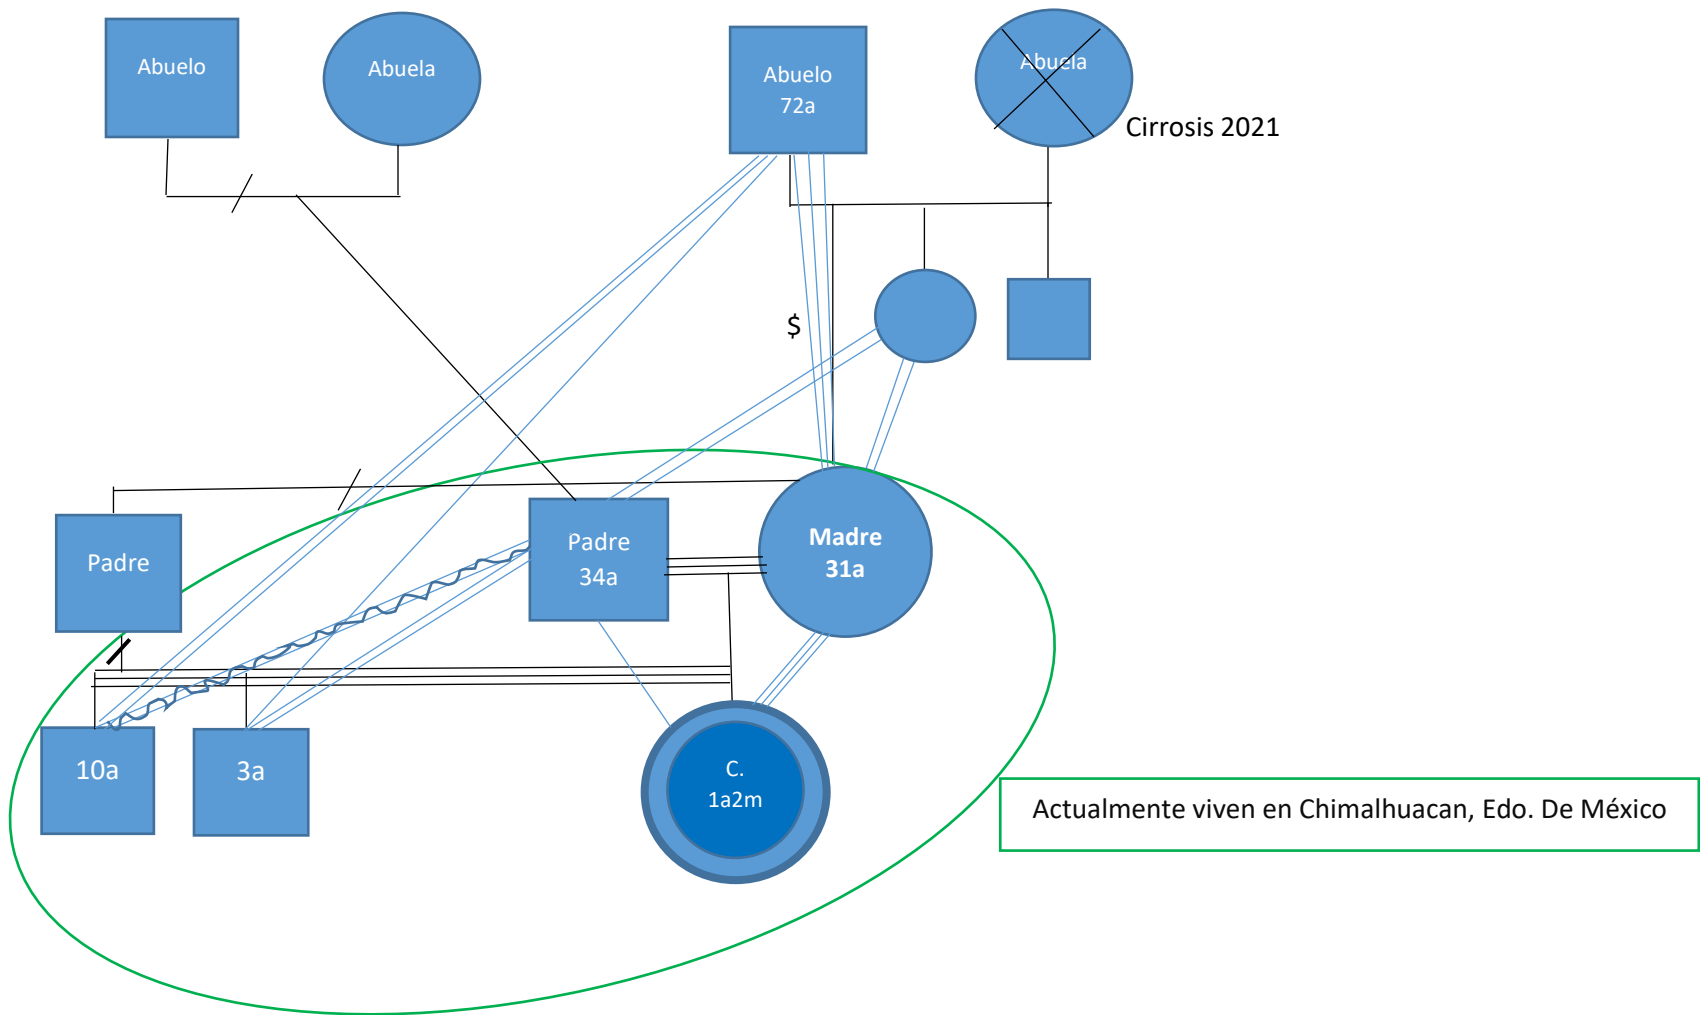 Abuelo
Abuela
Abuelo
72a
Abuela
Cirrosis 2021
$
Padre
Padre
34a
Madre
31a
10a
3a
C.
1a2m
Actualmente viven en Chimalhuacan, Edo. De México